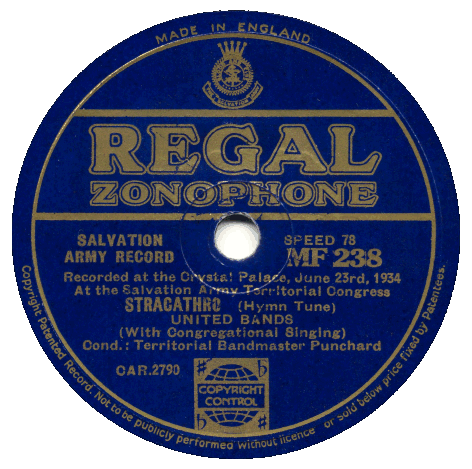 MADE IN ENGLAND
REGAL
ZONOPHONE
SALVATION
ARMY RECORD
SPEED 78
MF 238
Recorded at the Crystal Palace, June 23rd, 1934
At the Salvation Army Territorial Congress
STRACATHRO (Hymn Tune)
UNITED BANDS
(With Congregational Singing)
Cond.: Territorial Bandmaster Punchard
CAR.2790
COPYRIGHT
CONTROL
Copyright Patented Record. Not to be publicly performed without licence or sold below price fixed by Patentees.